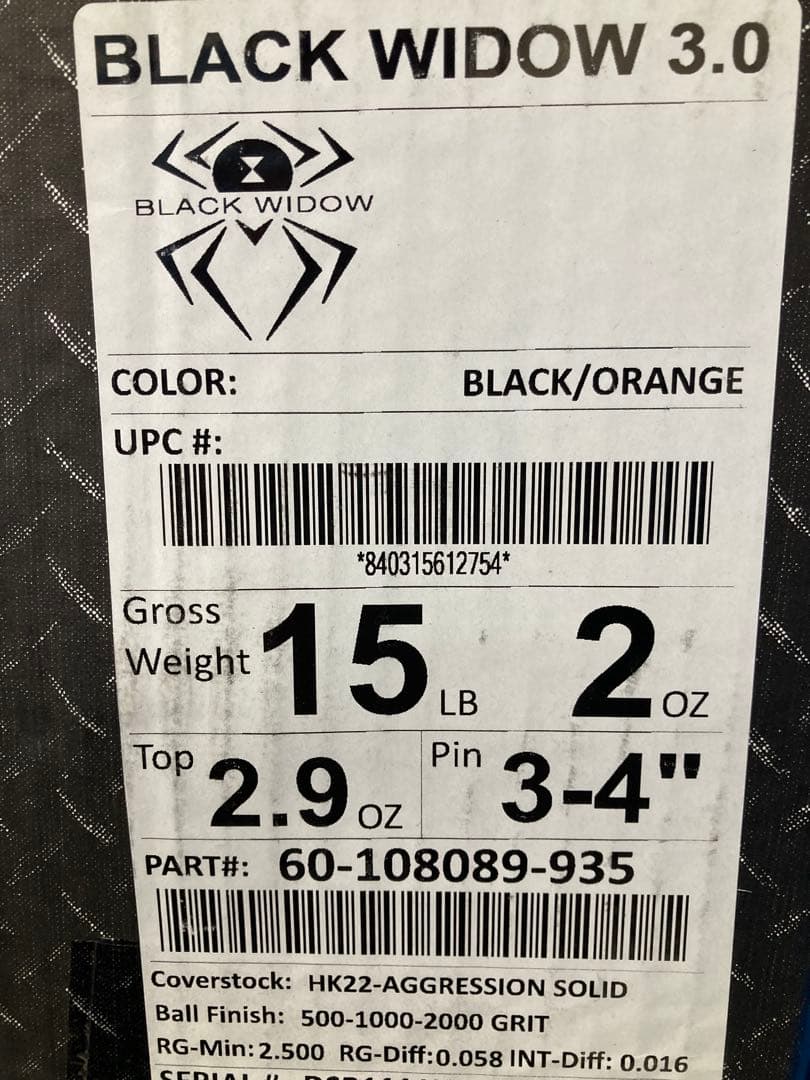 BLACK WIDOW 3.0
BLACK WIDOW
COLOR: BLACK/ORANGE
UPC #:
*840315612754*
Gross Weight 15 LB 2 OZ
Top 2.9 OZ Pin 3-4"
PART#: 60-108089-935
Coverstock: HK22-AGGRESSION SOLID
Ball Finish: 500-1000-2000 GRIT
RG-Min: 2.500 RG-Diff:0.058 INT-Diff: 0.016
SERIAL #: